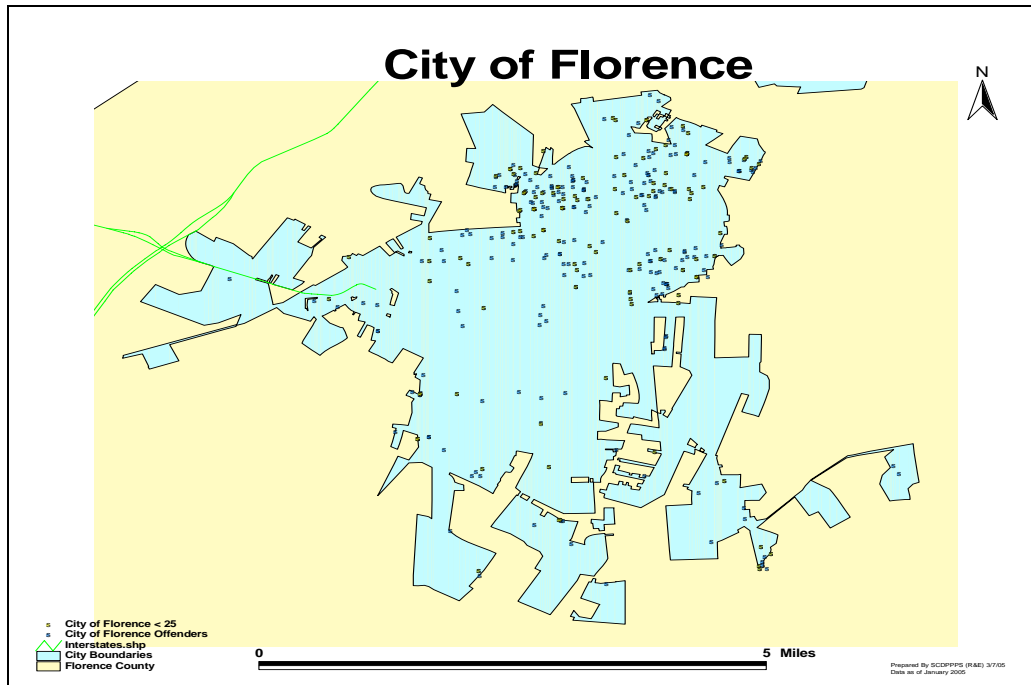 City of Florence
N
S City of Florence < 25
S City of Florence Offenders
Interstates.shp
City Boundaries
Florence County
0 5 Miles
Prepared By SCDPPPS (R&E) 3/7/05
Data as of January 2005